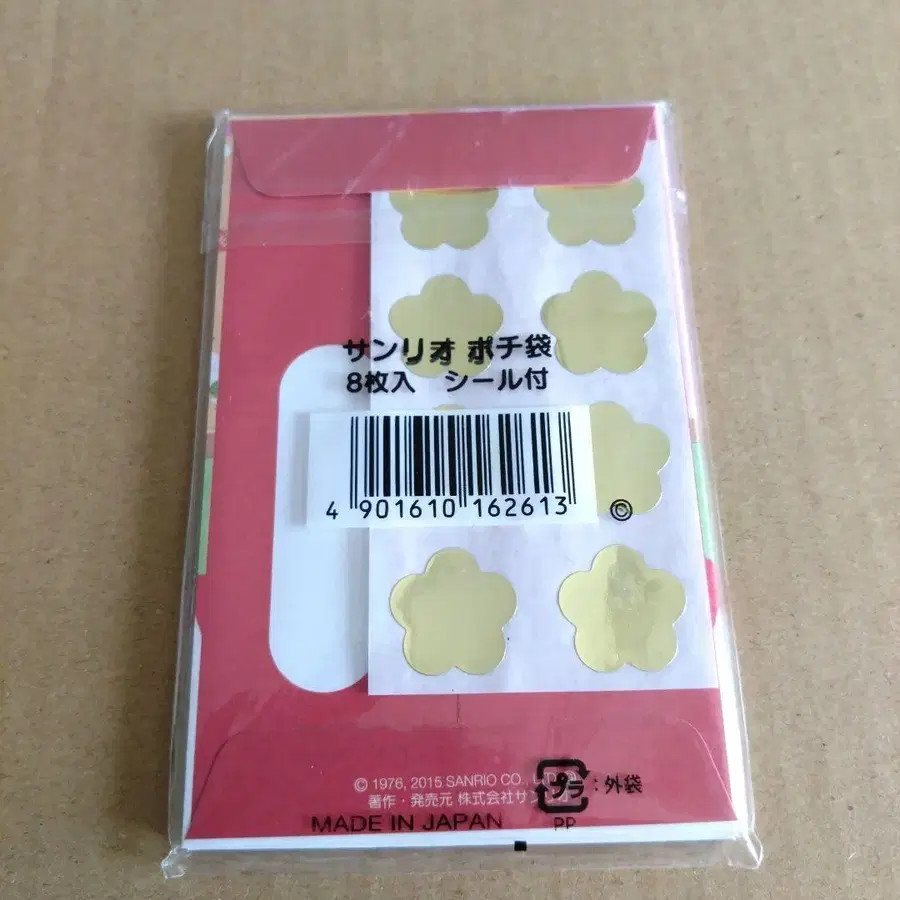 サンリオ ポチ袋
8枚入 シール付
4 901610 162613
©
© 1976, 2015 SANRIO CO., LTD.
プラ : 外袋
著作・発売元 株式会社サンリオ
MADE IN JAPAN
PP